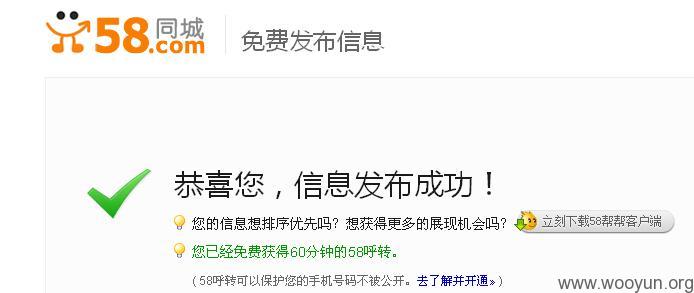 58同城
.com
免费发布信息
恭喜您，信息发布成功！
您的信息想排序优先吗？想获得更多的展现机会吗？ 立刻下载58帮帮客户端
您已经免费获得60分钟的58呼转。
(58呼转可以保护您的手机号码不被公开。去了解并开通»)
www.wooyun.org